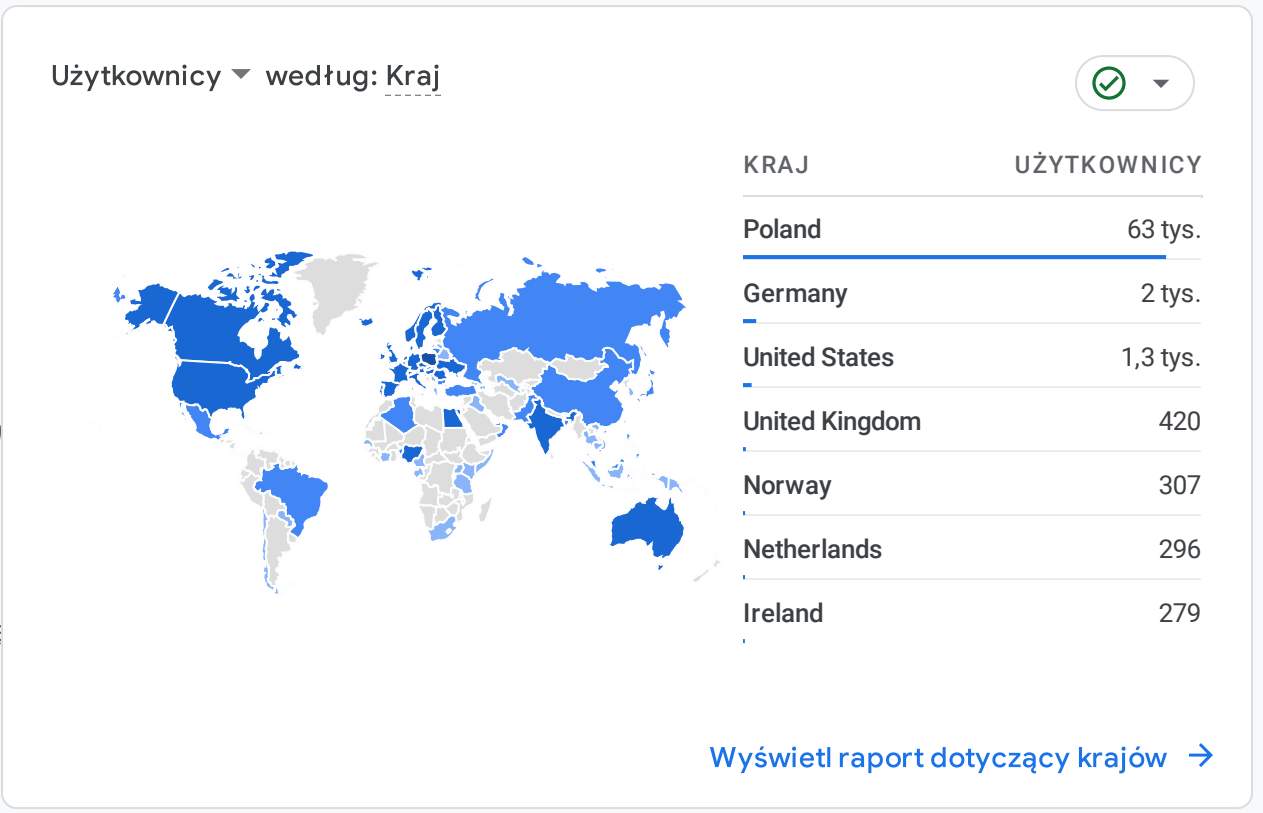 Użytkownicy według: Kraj
KRAJ UŻYTKOWNICY
Poland 63 tys.
Germany 2 tys.
United States 1,3 tys.
United Kingdom 420
Norway 307
Netherlands 296
Ireland 279
Wyświetl raport dotyczący krajów